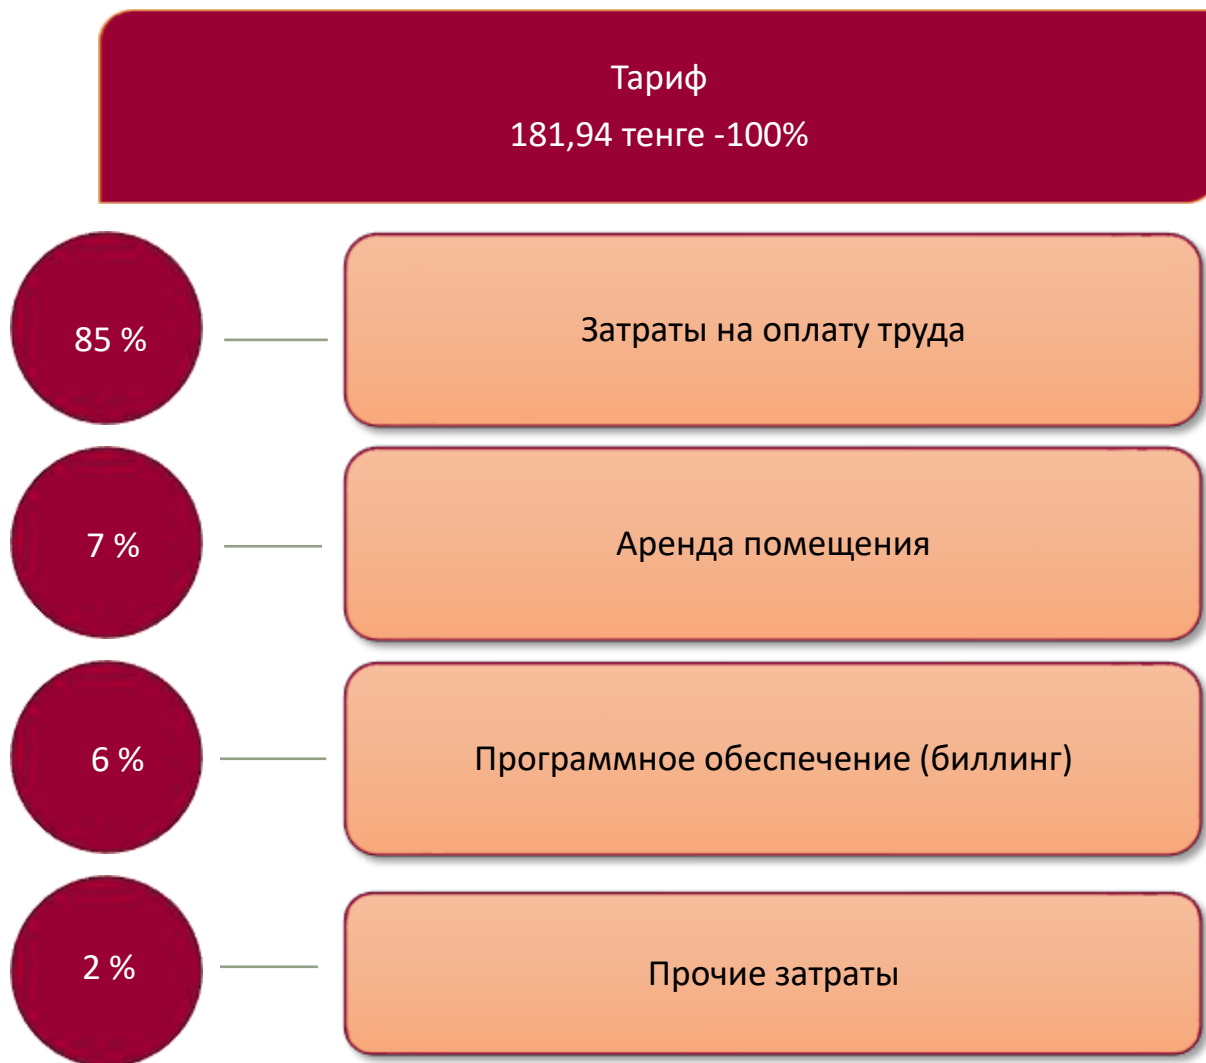 Тариф
181,94 тенге -100%
85 %
Затраты на оплату труда
7 %
Аренда помещения
6 %
Программное обеспечение (биллинг)
2 %
Прочие затраты